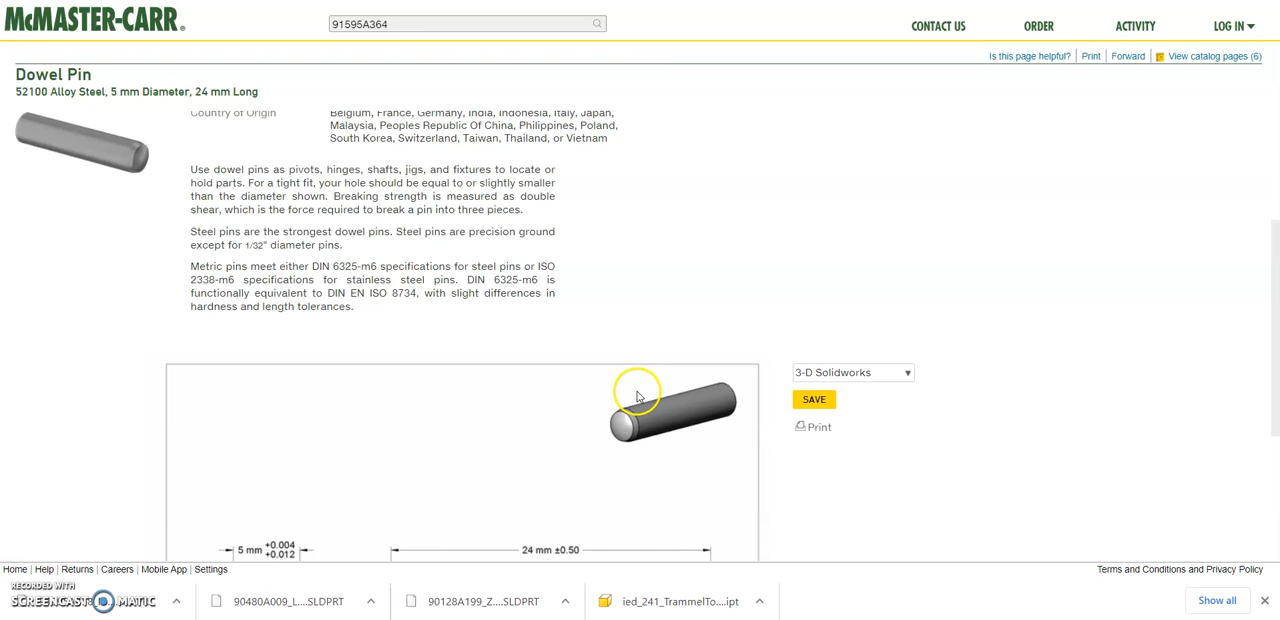 McMASTER-CARR®
91595A364
CONTACT US
ORDER
ACTIVITY
LOG IN
Is this page helpful?
Print
Forward
View catalog pages (6)
Dowel Pin
52100 Alloy Steel, 5 mm Diameter, 24 mm Long
Country of Origin
Belgium, France, Germany, India, Indonesia, Italy, Japan,
Malaysia, Peoples Republic Of China, Philippines, Poland,
South Korea, Switzerland, Taiwan, Thailand, or Vietnam
Use dowel pins as pivots, hinges, shafts, jigs, and fixtures to locate or
hold parts. For a tight fit, your hole should be equal to or slightly smaller
than the diameter shown. Breaking strength is measured as double
shear, which is the force required to break a pin into three pieces.
Steel pins are the strongest dowel pins. Steel pins are precision ground
except for 1/32" diameter pins.
Metric pins meet either DIN 6325-m6 specifications for steel pins or ISO
2338-m6 specifications for stainless steel pins. DIN 6325-m6 is
functionally equivalent to DIN EN ISO 8734, with slight differences in
hardness and length tolerances.
3-D Solidworks
SAVE
Print
5 mm +0.004
+0.012
24 mm ±0.50
Home | Help | Returns | Careers | Mobile App | Settings
Terms and Conditions and Privacy Policy
RECORDED WITH
SCREENCAST-O-MATIC
90480A009_L....SLDPRT
90128A199_Z....SLDPRT
ied_241_TrammelTo....ipt
Show all